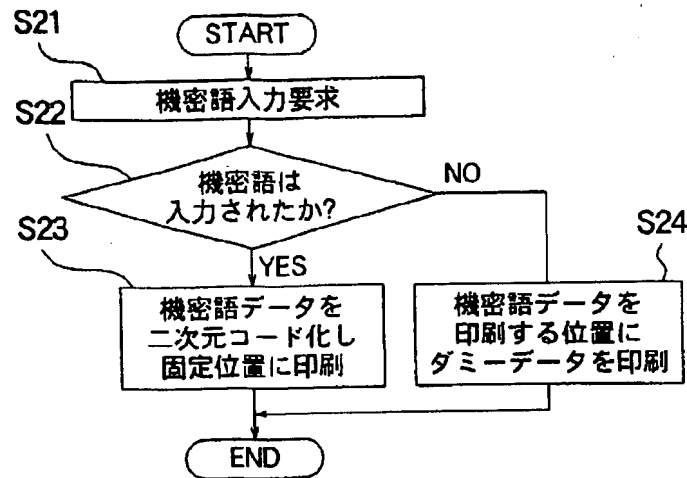 S21
START
機密語入力要求
S22
機密語は
入力されたか?
NO
S23
YES
S24
機密語データを
二次元コード化し
固定位置に印刷
機密語データを
印刷する位置に
ダミーデータを印刷
END